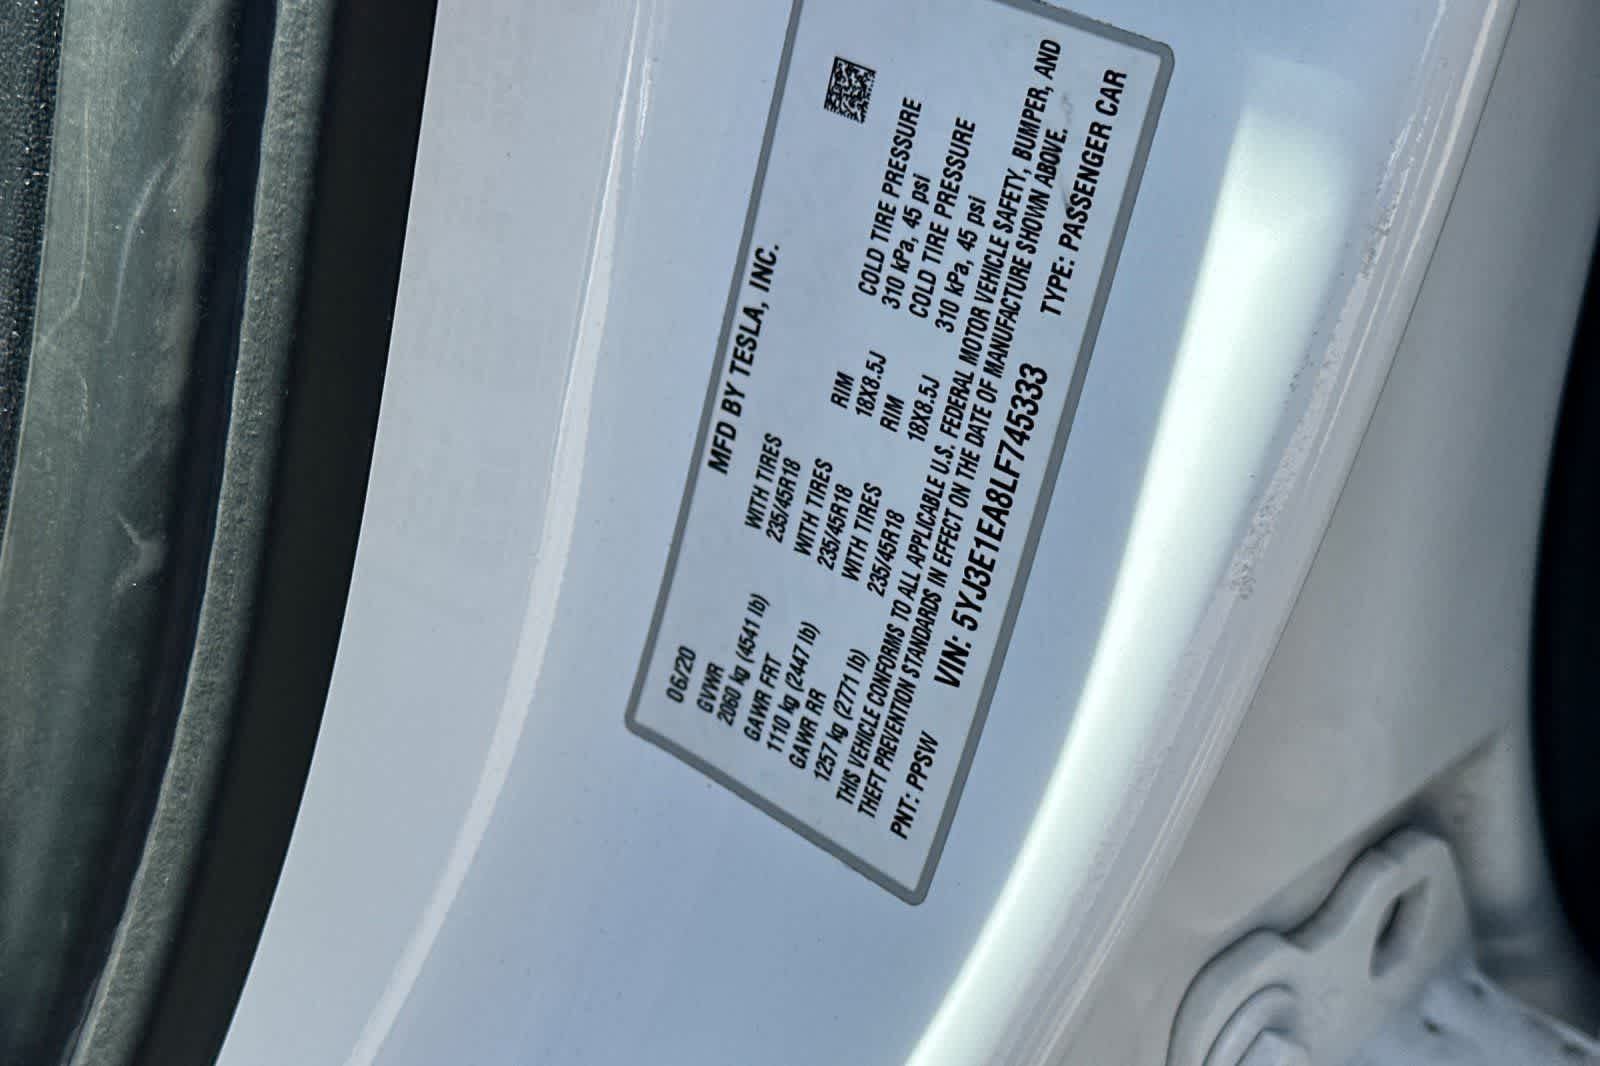 MFD BY TESLA, INC.
06/20
GVWR WITH TIRES RIM COLD TIRE PRESSURE
2060 kg (4541 lb) 235/45R18 18X8.5J 310 kPa, 45 psi
GAWR FRT WITH TIRES RIM COLD TIRE PRESSURE
1110 kg (2447 lb) 235/45R18 18X8.5J 310 kPa, 45 psi
GAWR RR WITH TIRES
1257 kg (2771 lb) 235/45R18
THIS VEHICLE CONFORMS TO ALL APPLICABLE U.S. FEDERAL MOTOR VEHICLE SAFETY, BUMPER, AND
THEFT PREVENTION STANDARDS IN EFFECT ON THE DATE OF MANUFACTURE SHOWN ABOVE.
PNT: PPSW VIN: 5YJ3E1EA8LF745333 TYPE: PASSENGER CAR